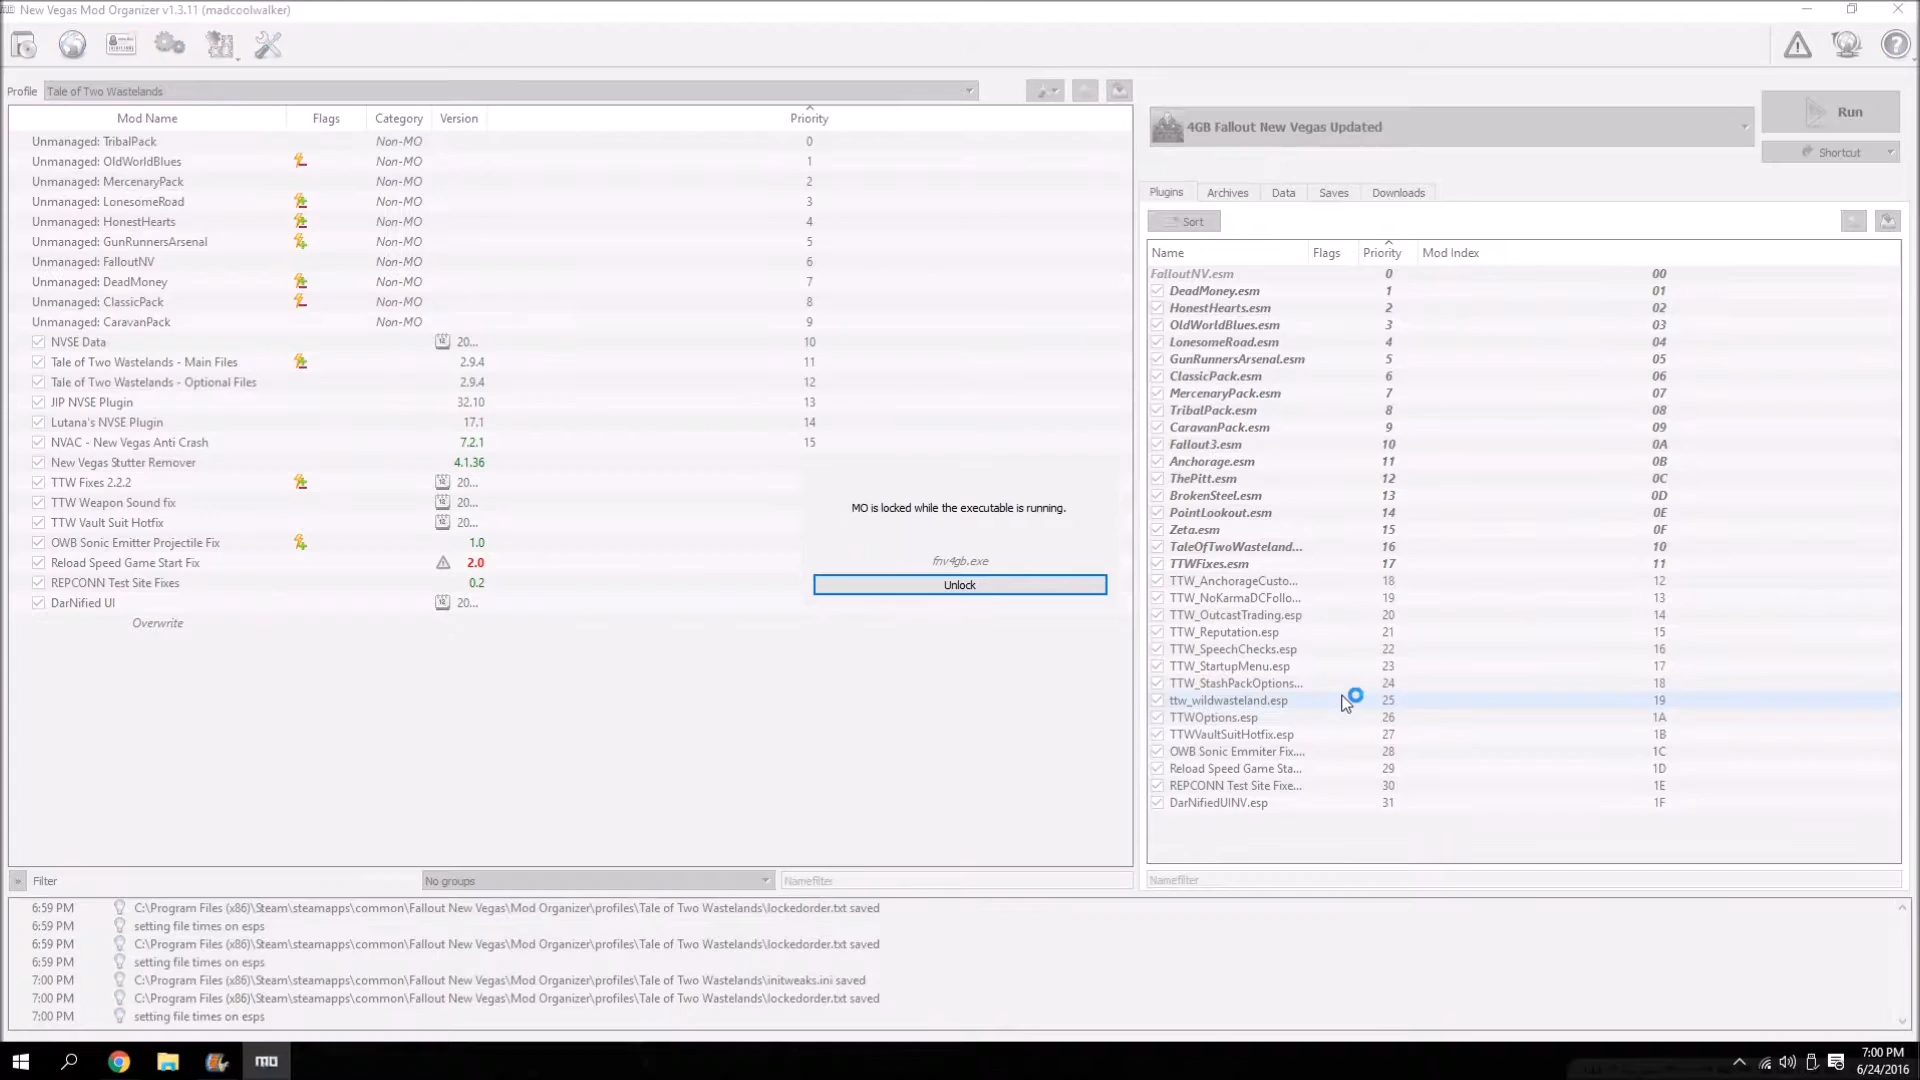 New Vegas Mod Organizer v1.3.11 (madcoolwalker)
Profile Tale of Two Wastelands
Mod Name Flags Category Version Priority
Unmanaged: TribalPack Non-MO 0
Unmanaged: OldWorldBlues Non-MO 1
Unmanaged: MercenaryPack Non-MO 2
Unmanaged: LonesomeRoad Non-MO 3
Unmanaged: HonestHearts Non-MO 4
Unmanaged: GunRunnersArsenal Non-MO 5
Unmanaged: FalloutNV Non-MO 6
Unmanaged: DeadMoney Non-MO 7
Unmanaged: ClassicPack Non-MO 8
Unmanaged: CaravanPack Non-MO 9
NVSE Data 20... 10
Tale of Two Wastelands - Main Files 2.9.4 11
Tale of Two Wastelands - Optional Files 2.9.4 12
JIP NVSE Plugin 32.10 13
Lutana's NVSE Plugin 17.1 14
NVAC - New Vegas Anti Crash 7.2.1 15
New Vegas Stutter Remover 4.1.36
TTW Fixes 2.2.2 20...
TTW Weapon Sound fix 20...
TTW Vault Suit Hotfix 20...
OWB Sonic Emitter Projectile Fix 1.0
Reload Speed Game Start Fix 2.0
REPCONN Test Site Fixes 0.2
DarNified UI 20...
Overwrite
MO is locked while the executable is running.
fnv4gb.exe
Unlock
4GB Fallout New Vegas Updated
Run
Shortcut
Plugins Archives Data Saves Downloads
Sort
Name Flags Priority Mod Index
FalloutNV.esm 0 00
DeadMoney.esm 1 01
HonestHearts.esm 2 02
OldWorldBlues.esm 3 03
LonesomeRoad.esm 4 04
GunRunnersArsenal.esm 5 05
ClassicPack.esm 6 06
MercenaryPack.esm 7 07
TribalPack.esm 8 08
CaravanPack.esm 9 09
Fallout3.esm 10 0A
Anchorage.esm 11 0B
ThePitt.esm 12 0C
BrokenSteel.esm 13 0D
PointLookout.esm 14 0E
Zeta.esm 15 0F
TaleOfTwoWasteland... 16 10
TTWFixes.esm 17 11
TTW_AnchorageCusto... 18 12
TTW_NoKarmaDCFollo... 19 13
TTW_OutcastTrading.esp 20 14
TTW_Reputation.esp 21 15
TTW_SpeechChecks.esp 22 16
TTW_StartupMenu.esp 23 17
TTW_StashPackOptions... 24 18
ttw_wildwasteland.esp 25 19
TTWOptions.esp 26 1A
TTWVaultSuitHotfix.esp 27 1B
OWB Sonic Emmiter Fix.... 28 1C
Reload Speed Game Sta... 29 1D
REPCONN Test Site Fixe... 30 1E
DarNifiedUINV.esp 31 1F
» Filter No groups Namefilter
Namefilter
6:59 PM C:\Program Files (x86)\Steam\steamapps\common\Fallout New Vegas\Mod Organizer\profiles\Tale of Two Wastelands\lockedorder.txt saved
6:59 PM setting file times on esps
6:59 PM C:\Program Files (x86)\Steam\steamapps\common\Fallout New Vegas\Mod Organizer\profiles\Tale of Two Wastelands\lockedorder.txt saved
6:59 PM setting file times on esps
7:00 PM C:\Program Files (x86)\Steam\steamapps\common\Fallout New Vegas\Mod Organizer\profiles\Tale of Two Wastelands\initweaks.ini saved
7:00 PM C:\Program Files (x86)\Steam\steamapps\common\Fallout New Vegas\Mod Organizer\profiles\Tale of Two Wastelands\lockedorder.txt saved
7:00 PM setting file times on esps
MO
7:00 PM
6/24/2016